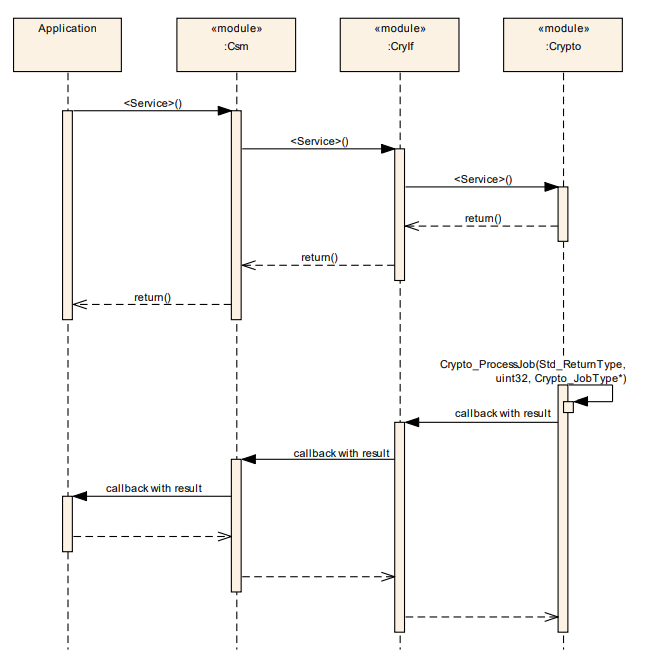 Application
«module»
:Csm
«module»
:CryIf
«module»
:Crypto
<Service>()
<Service>()
<Service>()
return()
return()
return()
Crypto_ProcessJob(Std_ReturnType,
uint32, Crypto_JobType*)
callback with result
callback with result
callback with result